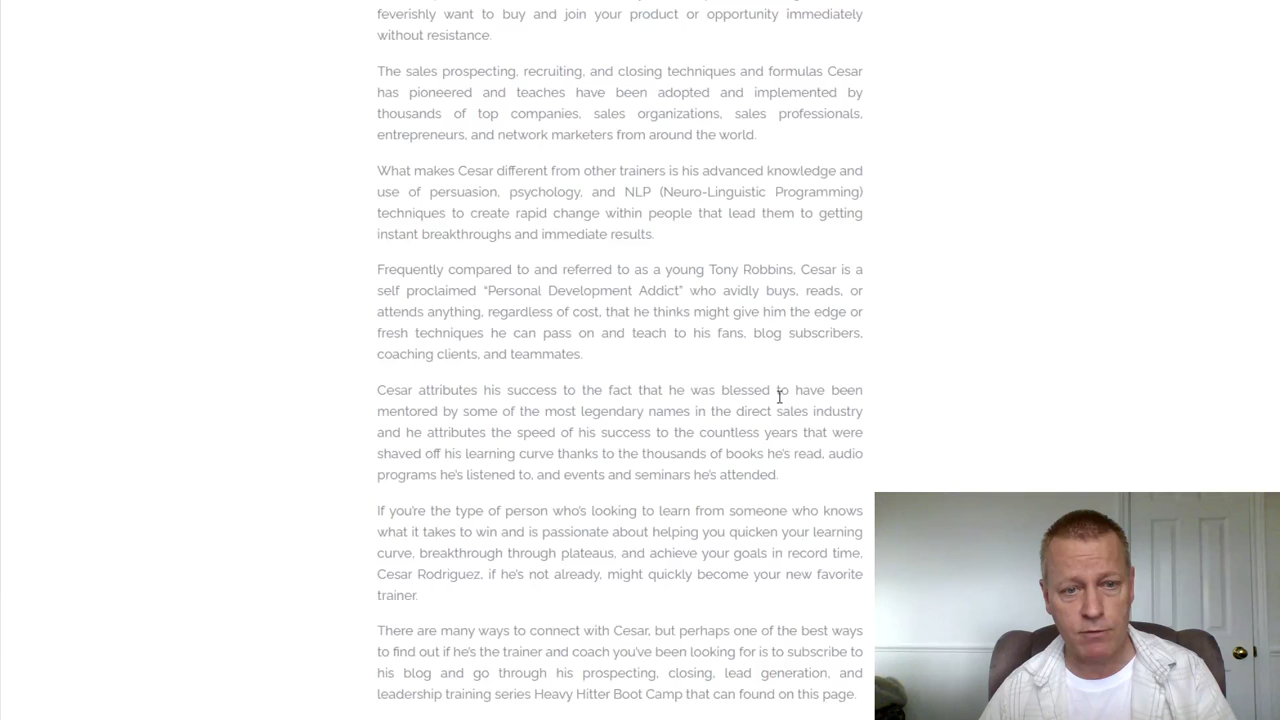 feverishly want to buy and join your product or opportunity immediately
without resistance.
The sales prospecting, recruiting, and closing techniques and formulas Cesar
has pioneered and teaches have been adopted and implemented by
thousands of top companies, sales organizations, sales professionals,
entrepreneurs, and network marketers from around the world.
What makes Cesar different from other trainers is his advanced knowledge and
use of persuasion, psychology, and NLP (Neuro-Linguistic Programming)
techniques to create rapid change within people that lead them to getting
instant breakthroughs and immediate results.
Frequently compared to and referred to as a young Tony Robbins, Cesar is a
self proclaimed “Personal Development Addict” who avidly buys, reads, or
attends anything, regardless of cost, that he thinks might give him the edge or
fresh techniques he can pass on and teach to his fans, blog subscribers,
coaching clients, and teammates.
Cesar attributes his success to the fact that he was blessed to have been
mentored by some of the most legendary names in the direct sales industry
and he attributes the speed of his success to the countless years that were
shaved off his learning curve thanks to the thousands of books he’s read, audio
programs he’s listened to, and events and seminars he’s attended.
If you’re the type of person who’s looking to learn from someone who knows
what it takes to win and is passionate about helping you quicken your learning
curve, breakthrough through plateaus, and achieve your goals in record time,
Cesar Rodriguez, if he’s not already, might quickly become your new favorite
trainer.
There are many ways to connect with Cesar, but perhaps one of the best ways
to find out if he’s the trainer and coach you’ve been looking for is to subscribe to
his blog and go through his prospecting, closing, lead generation, and
leadership training series Heavy Hitter Boot Camp that can found on this page.